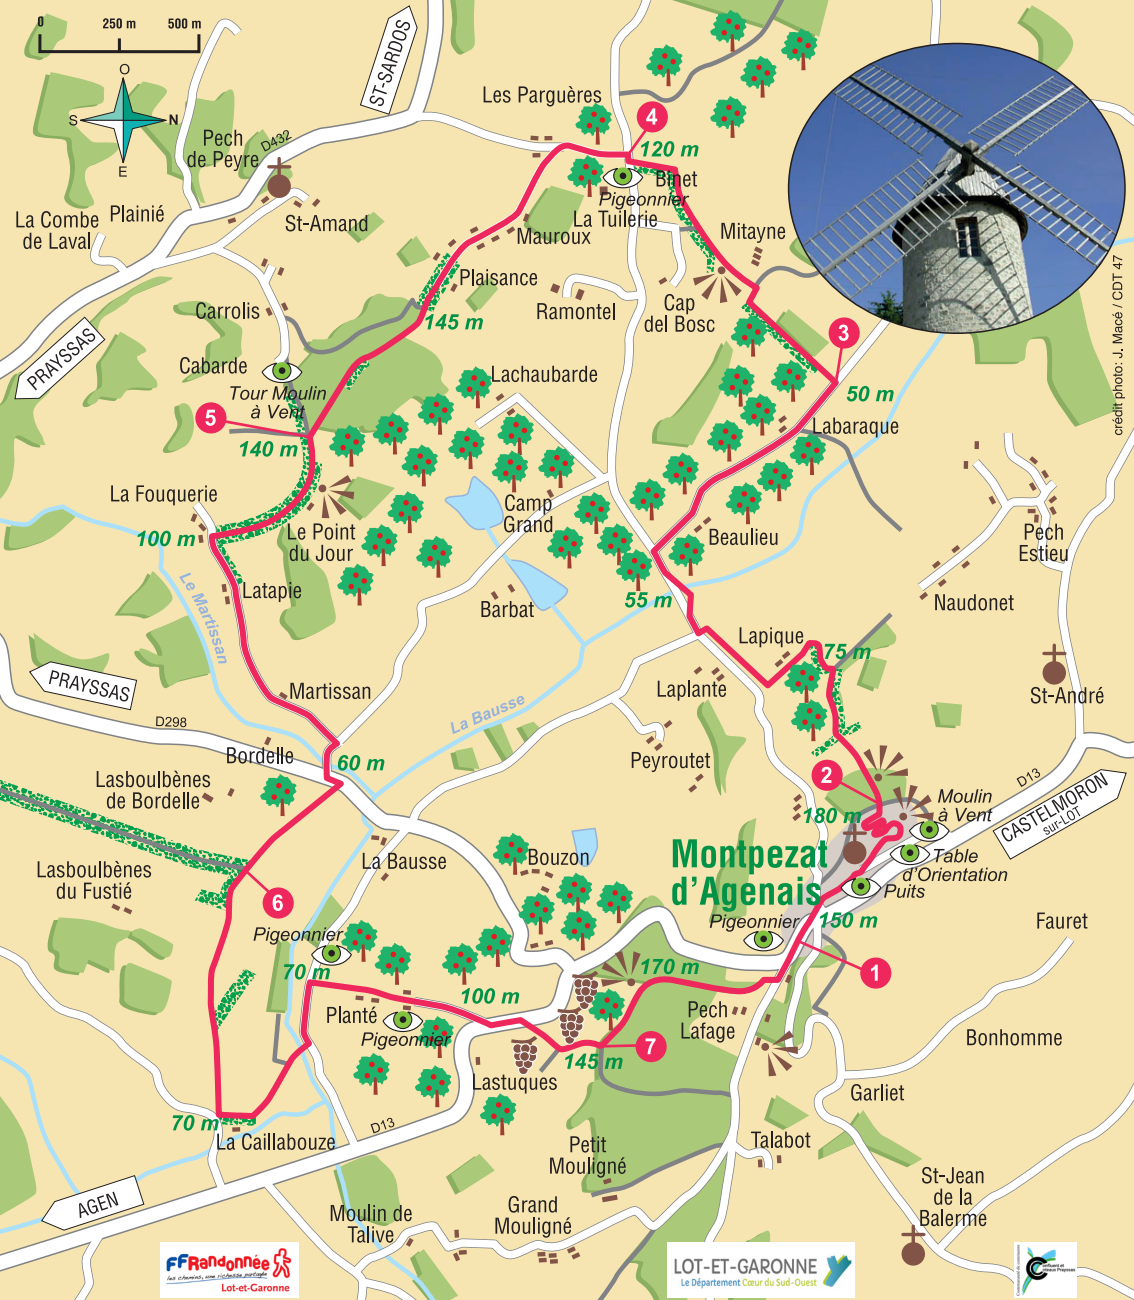 0
250 m
500 m
O
S
N
E
ST-SARDOS
D432
Pech
de Peyre
La Combe
de Laval
Plainié
St-Amand
Les Parguères
4
120 m
Binet
Pigeonnier
La Tuilerie
Mauroux
Mitayne
Plaisance
Ramontel
Cap
del Bosc
Carrolis
145 m
PRAYSSAS
Cabarde
Tour Moulin
à Vent
Lachaubarde
3
50 m
crédit photo: J. Macé / CDT 47
5
140 m
Labaraque
La Fouquerie
Le Point
du Jour
Camp
Grand
100 m
Beaulieu
Pech
Estieu
Latapie
Le Martissan
Barbat
55 m
Naudonet
Lapique
75 m
PRAYSSAS
D298
Martissan
Laplante
St-André
La Bausse
Bordelle
60 m
Peyroutet
Lasboulbènes
de Bordelle
2
180 m
Moulin
à Vent
D13
CASTELMORON
sur-LOT
Lasboulbènes
du Fustié
La Bausse
Bouzon
Montpezat
d'Agenais
Table
d'Orientation
Puits
6
Pigeonnier
Pigeonnier
150 m
Fauret
70 m
170 m
1
100 m
Planté
Pigeonnier
Pech
Lafage
Bonhomme
145 m
7
Lastuques
Garliet
70 m
La Caillabouze
D13
Talabot
Petit
Mouligné
St-Jean
de la
Balerme
AGEN
Moulin de
Talive
Grand
Mouligné
FFRandonnée
les chemins, une richesse partagée
Lot-et-Garonne
LOT-ET-GARONNE
Le Département Cœur du Sud-Ouest